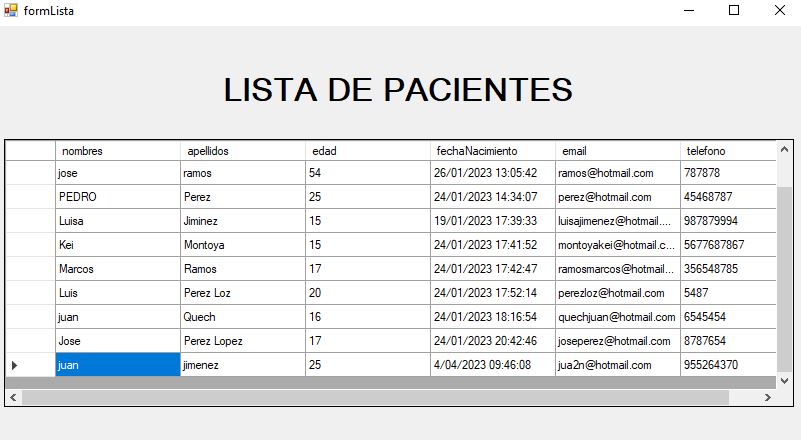 formLista
LISTA DE PACIENTES
nombres apellidos edad fechaNacimiento email telefono
jose ramos 54 26/01/2023 13:05:42 ramos@hotmail.com 787878
PEDRO Perez 25 24/01/2023 14:34:07 perez@hotmail.com 45468787
Luisa Jiminez 15 19/01/2023 17:39:33 luisajimenez@hotmail.... 987879994
Kei Montoya 15 24/01/2023 17:41:52 montoyakei@hotmail.c... 5677687867
Marcos Ramos 17 24/01/2023 17:42:47 ramosmarcos@hotmail... 356548785
Luis Perez Loz 20 24/01/2023 17:52:14 perezloz@hotmail.com 5487
juan Quech 16 24/01/2023 18:16:54 quechjuan@hotmail.com 6545454
Jose Perez Lopez 17 24/01/2023 20:42:46 joseperez@hotmail.com 8787654
juan jimenez 25 4/04/2023 09:46:08 jua2n@hotmail.com 955264370